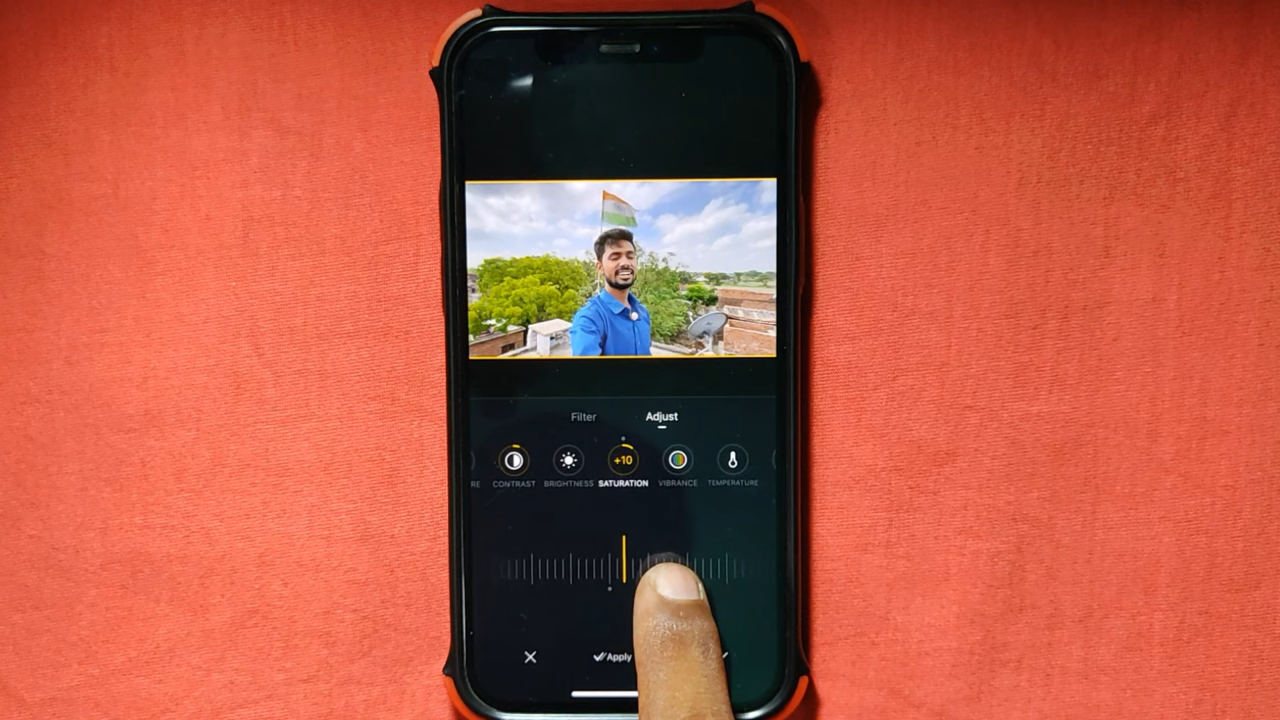 Filter Adjust
+10
RE CONTRAST BRIGHTNESS SATURATION VIBRANCE TEMPERATURE
Apply